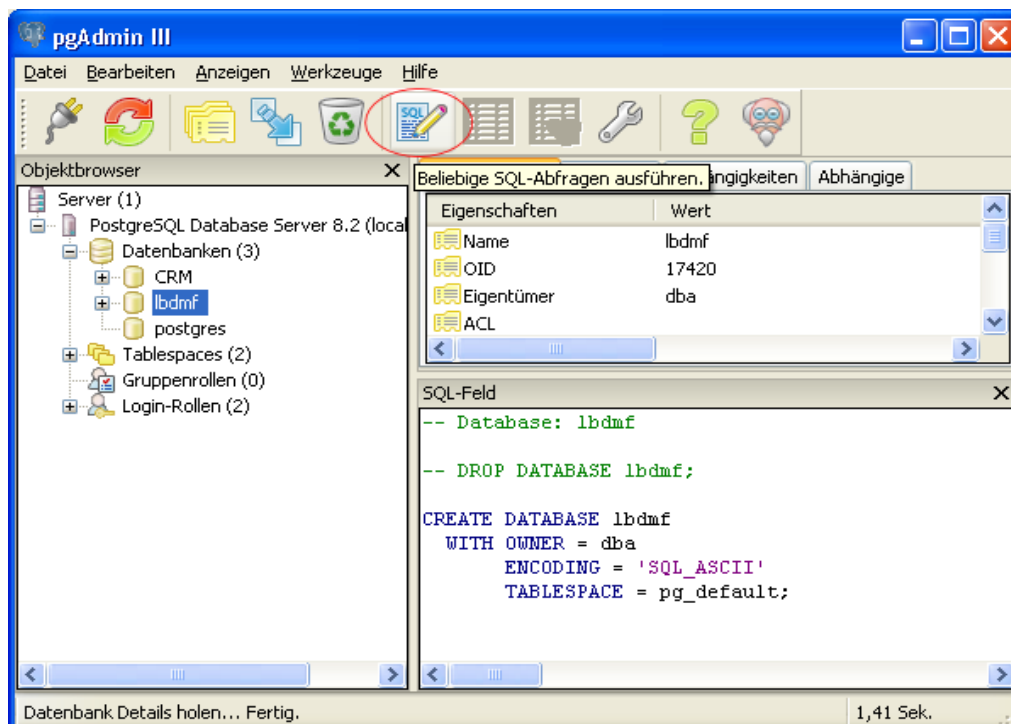 pgAdmin III
Datei Bearbeiten Anzeigen Werkzeuge Hilfe
SQL
Objektbrowser
Beliebige SQL-Abfragen ausführen.
ängigkeiten
Abhängige
Server (1)
PostgreSQL Database Server 8.2 (local
Datenbanken (3)
CRM
lbdmf
postgres
Tablespaces (2)
Gruppenrollen (0)
Login-Rollen (2)
Eigenschaften Wert
Name lbdmf
OID 17420
Eigentümer dba
ACL
SQL-Feld
-- Database: lbdmf
-- DROP DATABASE lbdmf;
CREATE DATABASE lbdmf
WITH OWNER = dba
ENCODING = 'SQL_ASCII'
TABLESPACE = pg_default;
Datenbank Details holen... Fertig. 1,41 Sek.